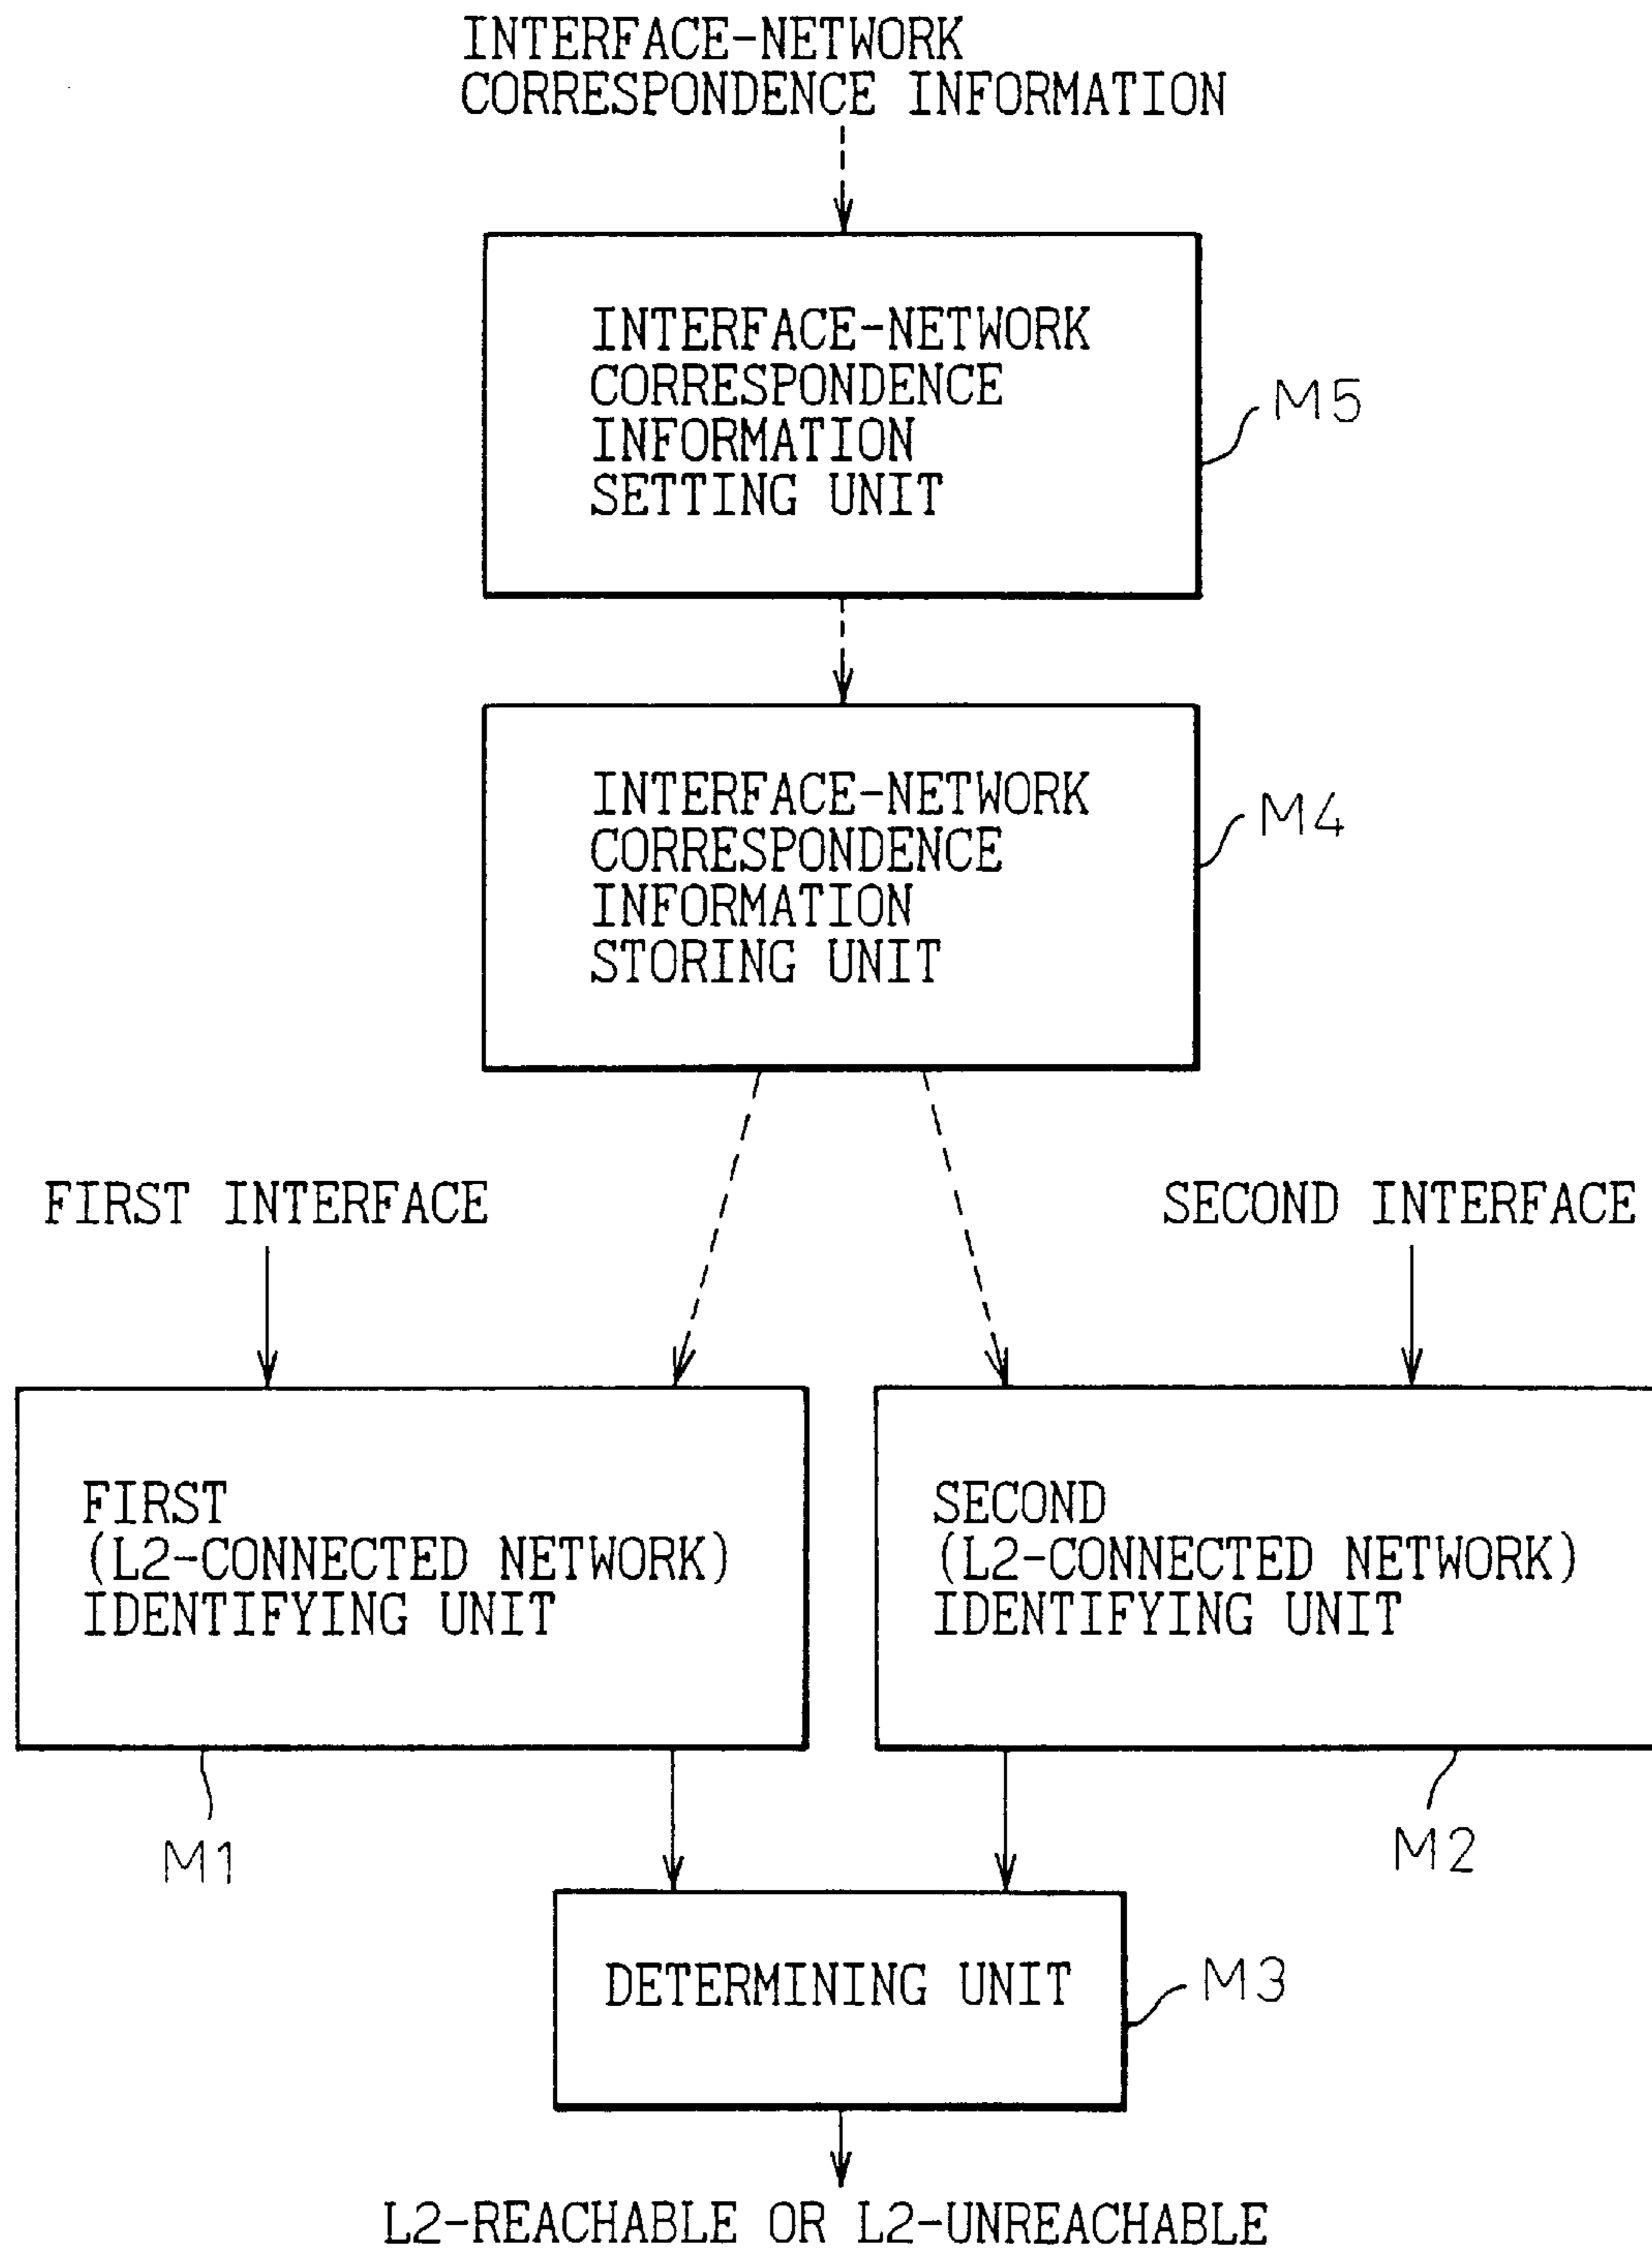 INTERFACE-NETWORK
CORRESPONDENCE INFORMATION
INTERFACE-NETWORK
CORRESPONDENCE
INFORMATION
SETTING UNIT
M5
INTERFACE-NETWORK
CORRESPONDENCE
INFORMATION
STORING UNIT
M4
FIRST INTERFACE
SECOND INTERFACE
FIRST
(L2-CONNECTED NETWORK)
IDENTIFYING UNIT
SECOND
(L2-CONNECTED NETWORK)
IDENTIFYING UNIT
M1
M2
DETERMINING UNIT
M3
L2-REACHABLE OR L2-UNREACHABLE